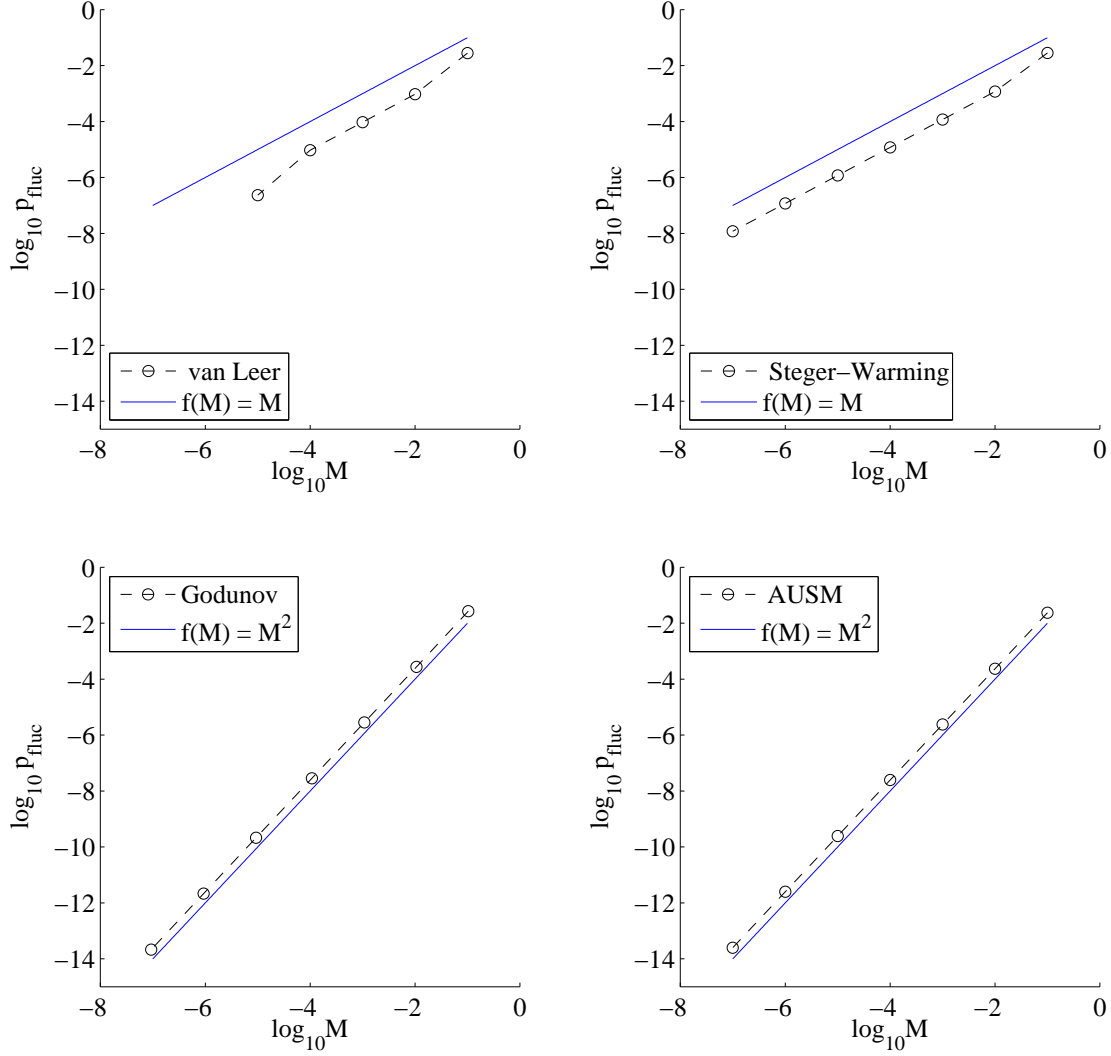 0
−2
−4
−6
−8
−10
−12
−14
log10 pfluc
van Leer
f(M) = M
−8 −6 −4 −2 0
log10M
0
−2
−4
−6
−8
−10
−12
−14
log10 pfluc
Steger−Warming
f(M) = M
−8 −6 −4 −2 0
log10M
0
−2
−4
−6
−8
−10
−12
−14
log10 pfluc
Godunov
f(M) = M2
−8 −6 −4 −2 0
log10M
0
−2
−4
−6
−8
−10
−12
−14
log10 pfluc
AUSM
f(M) = M2
−8 −6 −4 −2 0
log10M